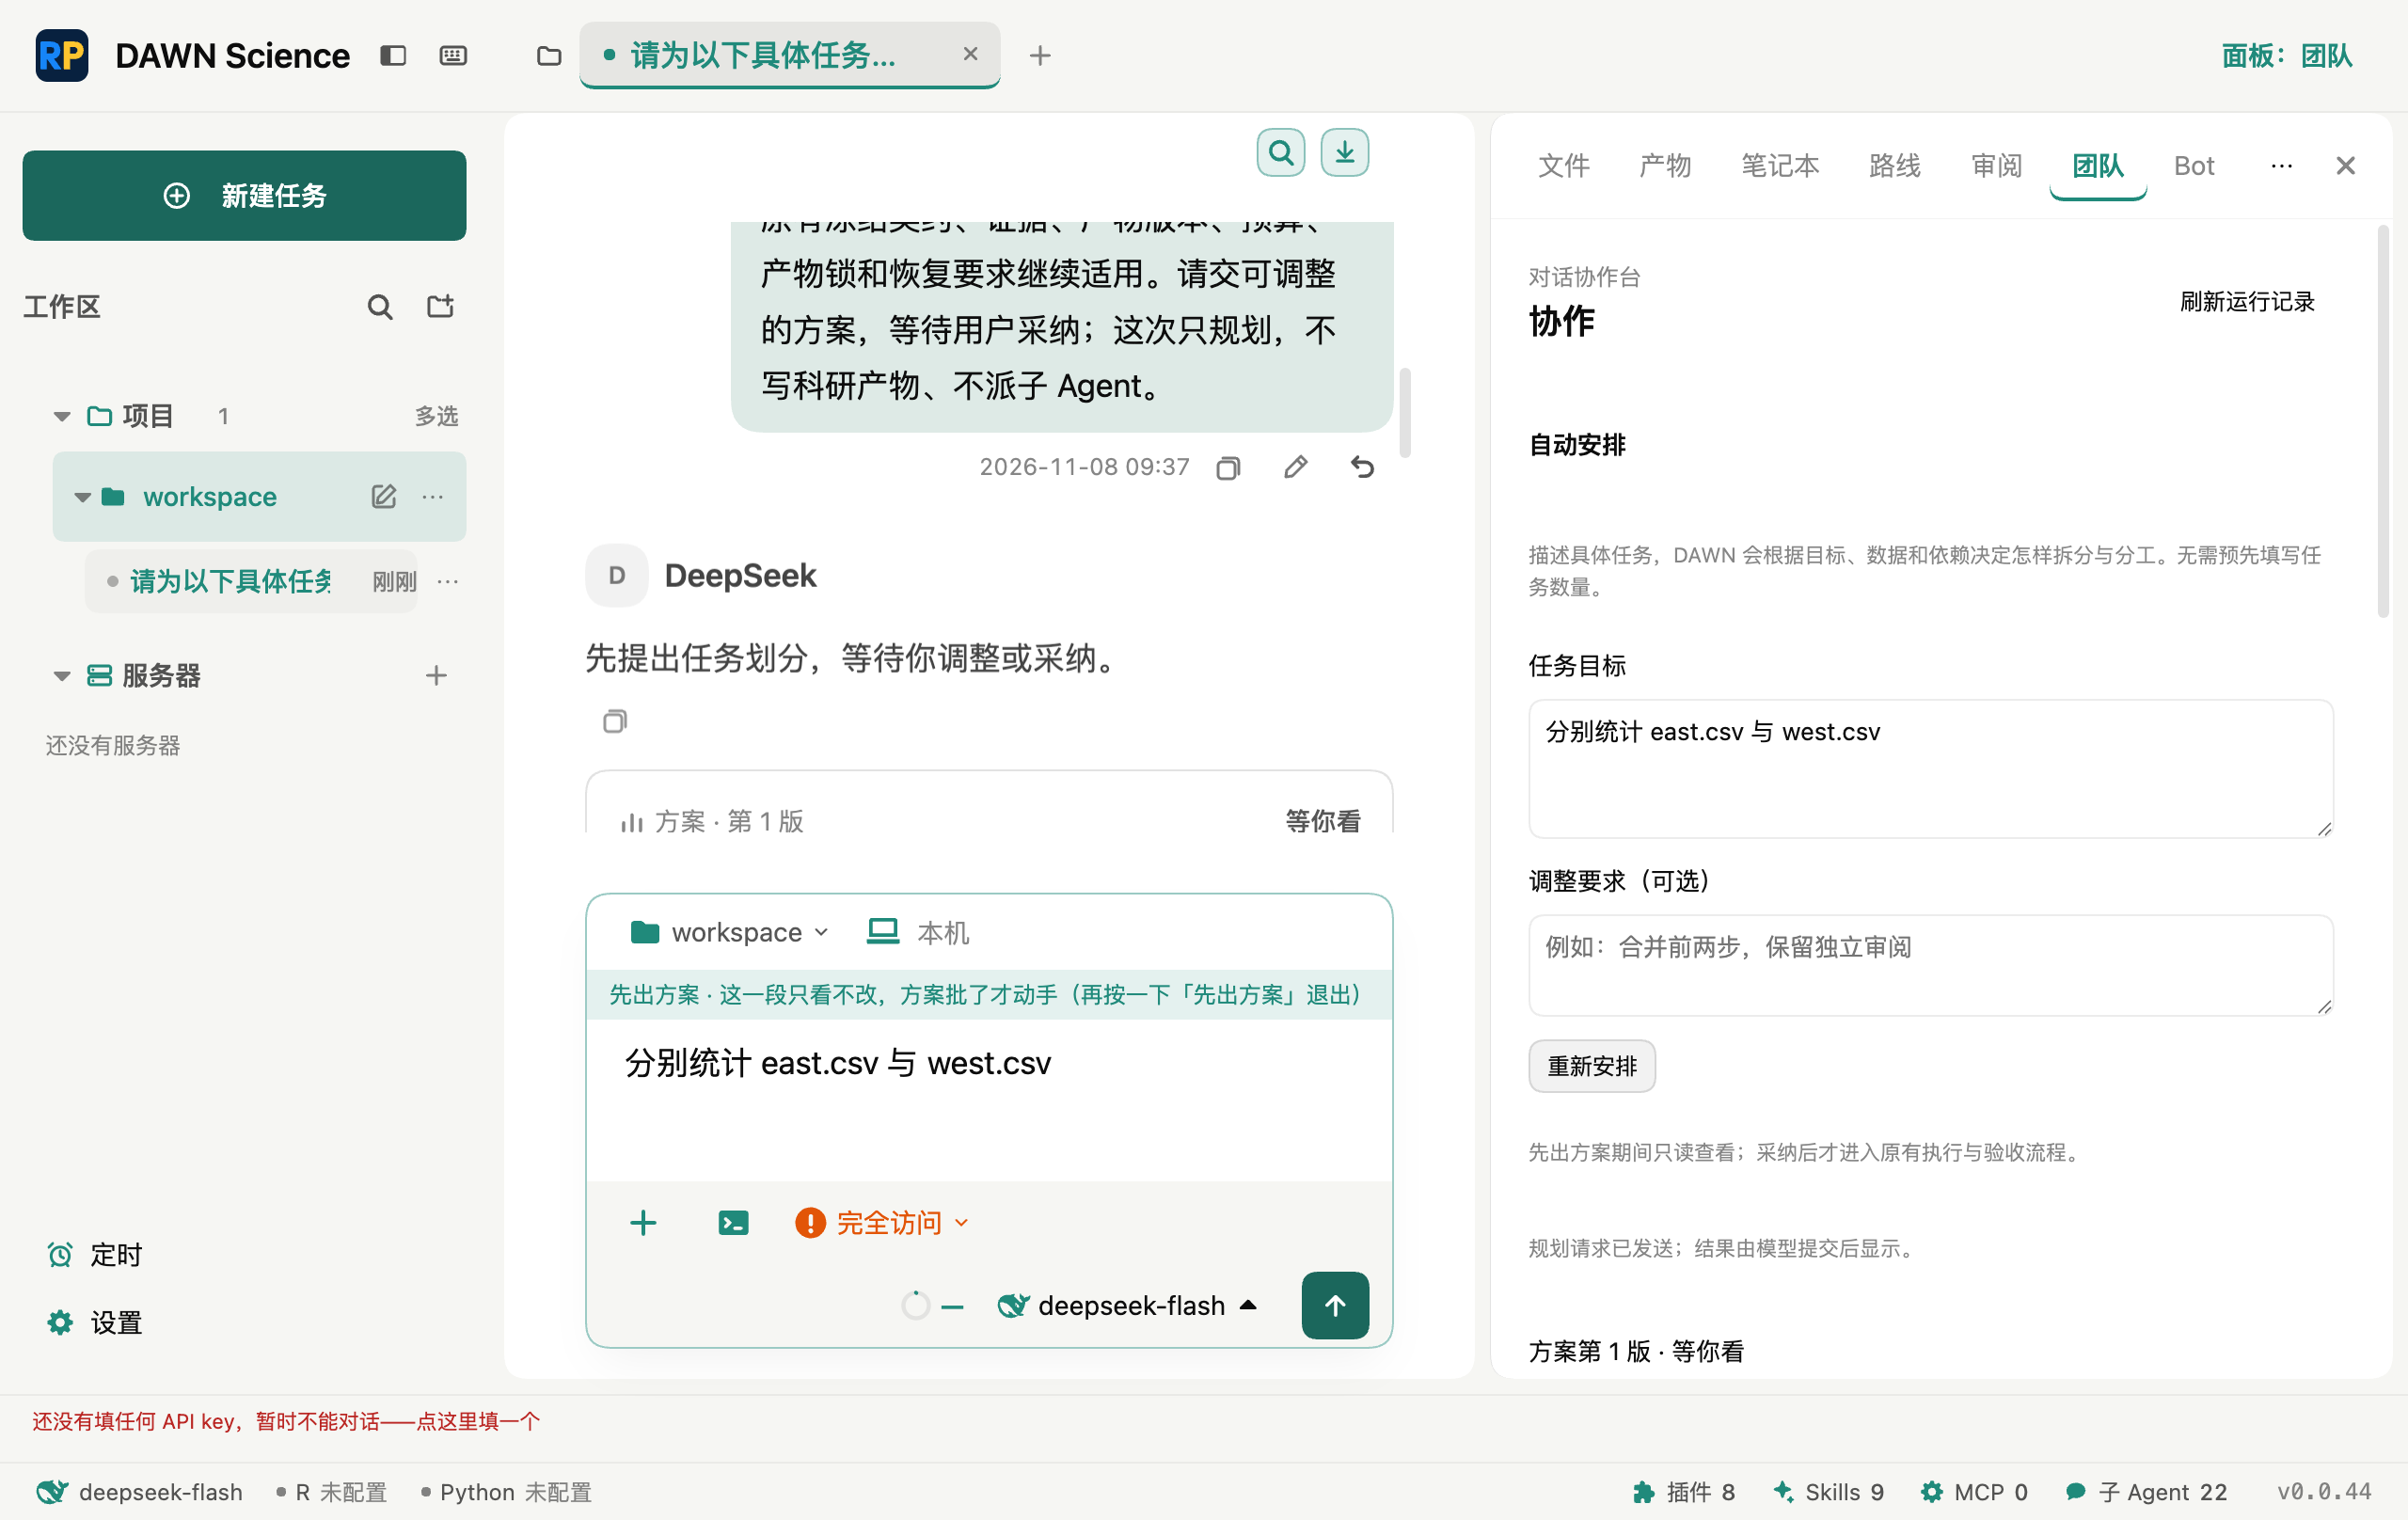 RP
DAWN Science
请为以下具体任务...
面板：团队
新建任务
工作区
项目 1 多选
workspace
请为以下具体任务 刚刚
服务器
还没有服务器
定时
设置
产物锁和恢复要求继续适用。请交可调整
的方案，等待用户采纳；这次只规划，不
写科研产物、不派子 Agent。
2026-11-08 09:37
D DeepSeek
先提出任务划分，等待你调整或采纳。
方案 · 第 1 版 等你看
workspace 本机
先出方案 · 这一段只看不改，方案批了才动手（再按一下「先出方案」退出）
分别统计 east.csv 与 west.csv
完全访问
deepseek-flash
文件 产物 笔记本 路线 审阅 团队 Bot
对话协作台
协作
刷新运行记录
自动安排
描述具体任务，DAWN 会根据目标、数据和依赖决定怎样拆分与分工。无需预先填写任
务数量。
任务目标
分别统计 east.csv 与 west.csv
调整要求（可选）
例如：合并前两步，保留独立审阅
重新安排
先出方案期间只读查看；采纳后才进入原有执行与验收流程。
规划请求已发送；结果由模型提交后显示。
方案第 1 版 · 等你看
还没有填任何 API key，暂时不能对话——点这里填一个
deepseek-flash R 未配置 Python 未配置
插件 8 Skills 9 MCP 0 子 Agent 22 v0.0.44